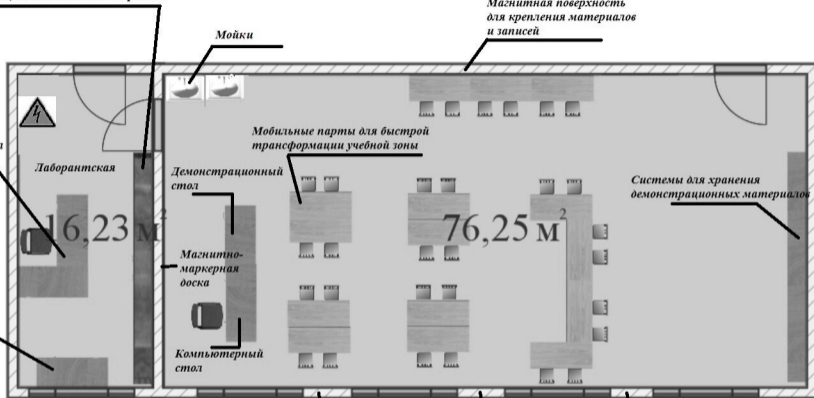 Магнитная поверхность
для крепления материалов
и записей
Мойки
Мобильные парты для быстрой
трансформации учебной зоны
Лаборантская
Демонстрационный
стол
Системы для хранения
демонстрационных материалов
16,23 м²
76,25 м²
Магнитно-
маркерная
доска
Компьютерный
стол